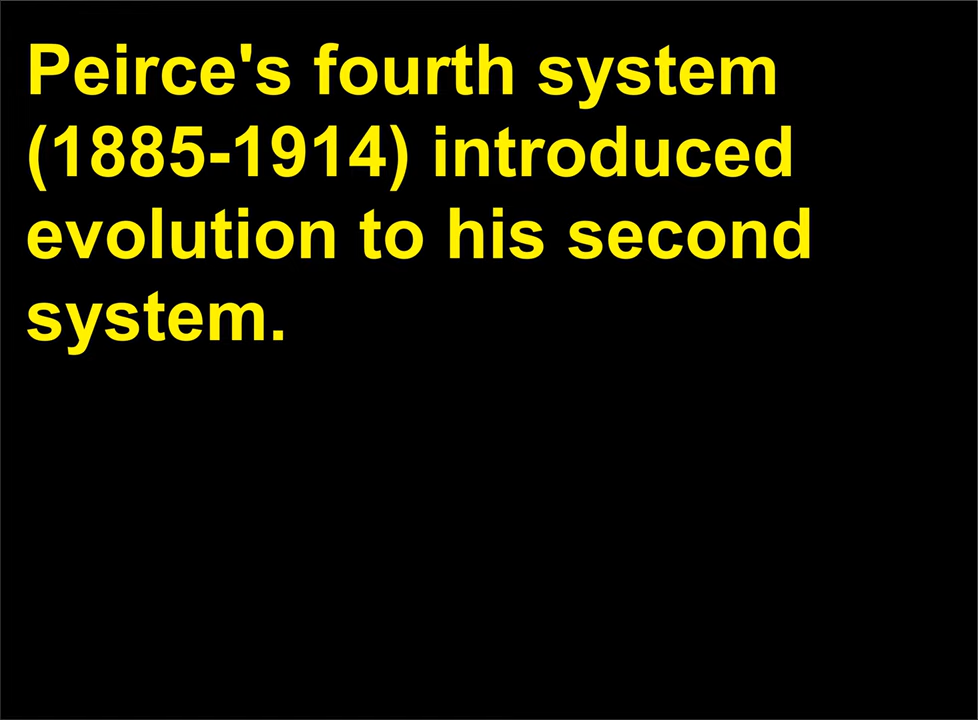 Peirce's fourth system
(1885-1914) introduced
evolution to his second
system.